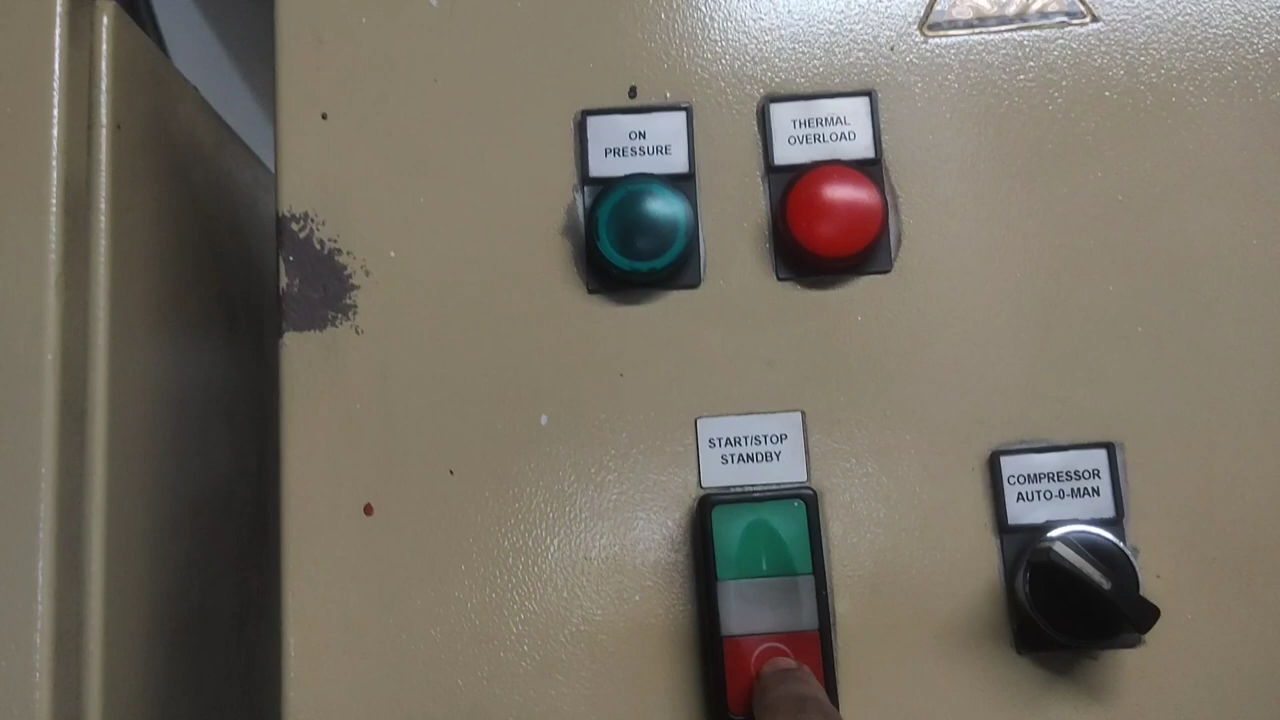 ON
PRESSURE
THERMAL
OVERLOAD
START/STOP
STANDBY
COMPRESSOR
AUTO-0-MAN